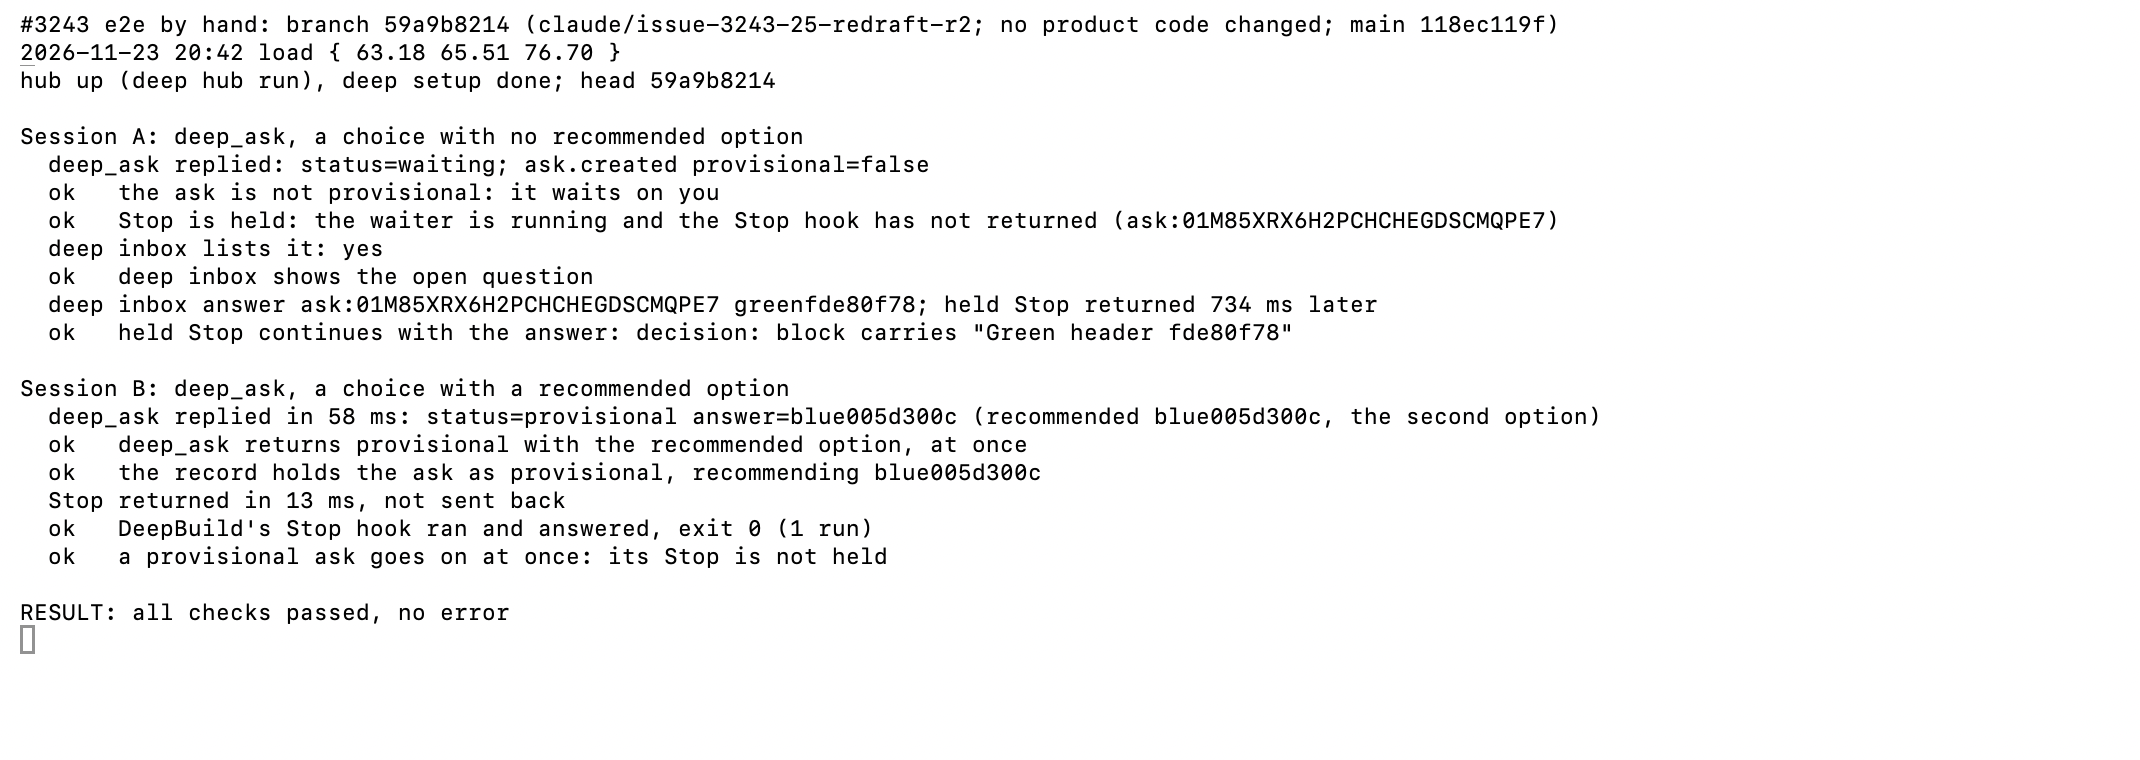 #3243 e2e by hand: branch 59a9b8214 (claude/issue-3243-25-redraft-r2; no product code changed; main 118ec119f)
2026-11-23 20:42 load { 63.18 65.51 76.70 }
hub up (deep hub run), deep setup done; head 59a9b8214
Session A: deep_ask, a choice with no recommended option
deep_ask replied: status=waiting; ask.created provisional=false
ok the ask is not provisional: it waits on you
ok Stop is held: the waiter is running and the Stop hook has not returned (ask:01M85XRX6H2PCHCHEGDSCMQPE7)
deep inbox lists it: yes
ok deep inbox shows the open question
deep inbox answer ask:01M85XRX6H2PCHCHEGDSCMQPE7 greenfde80f78; held Stop returned 734 ms later
ok held Stop continues with the answer: decision: block carries "Green header fde80f78"
Session B: deep_ask, a choice with a recommended option
deep_ask replied in 58 ms: status=provisional answer=blue005d300c (recommended blue005d300c, the second option)
ok deep_ask returns provisional with the recommended option, at once
ok the record holds the ask as provisional, recommending blue005d300c
Stop returned in 13 ms, not sent back
ok DeepBuild's Stop hook ran and answered, exit 0 (1 run)
ok a provisional ask goes on at once: its Stop is not held
RESULT: all checks passed, no error